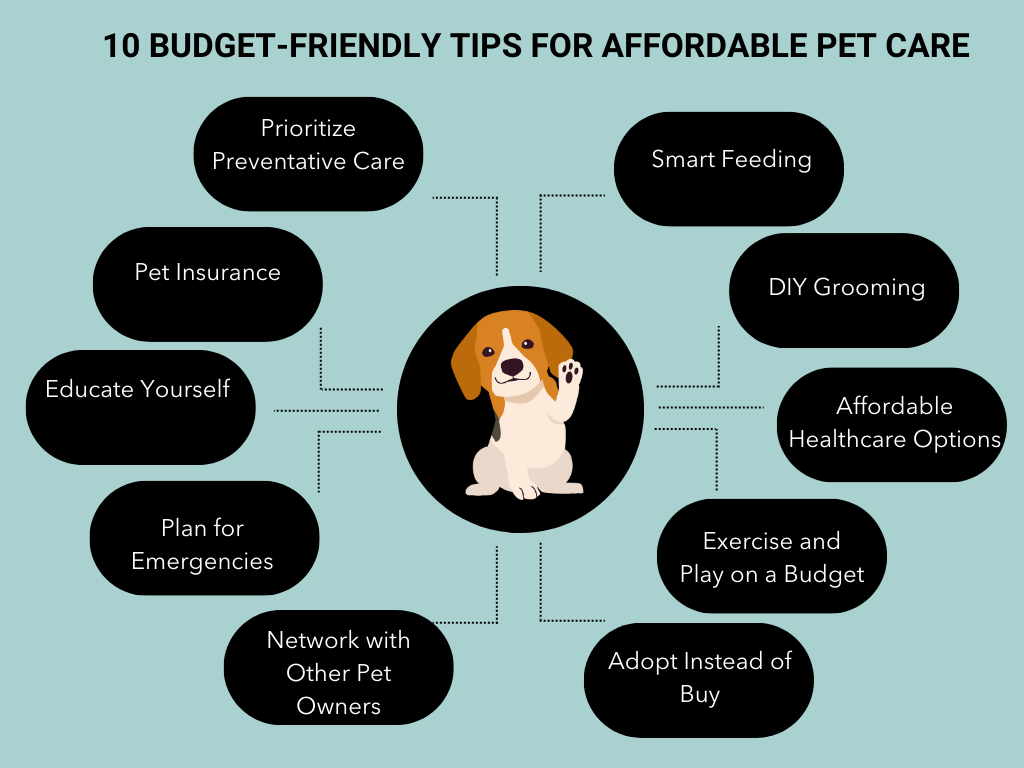 10 BUDGET-FRIENDLY TIPS FOR AFFORDABLE PET CARE
Prioritize
Preventative Care
Smart Feeding
Pet Insurance
DIY Grooming
Educate Yourself
Affordable
Healthcare Options
Plan for
Emergencies
Exercise and
Play on a Budget
Network with
Other Pet
Owners
Adopt Instead of
Buy